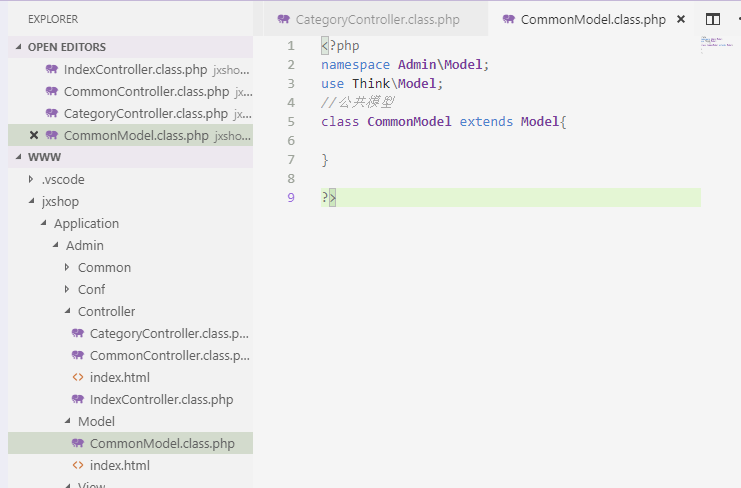 EXPLORER
OPEN EDITORS
IndexController.class.php jxsho...
CommonController.class.php jx...
CategoryController.class.php jx...
CommonModel.class.php jxsho...
WWW
.vscode
jxshop
Application
Admin
Common
Conf
Controller
CategoryController.class.p...
CommonController.class.p...
index.html
IndexController.class.php
Model
CommonModel.class.php
index.html
View
CategoryController.class.php CommonModel.class.php
1 <?php
2 namespace Admin\Model;
3 use Think\Model;
4 //公共模型
5 class CommonModel extends Model{
6
7 }
8
9 ?>